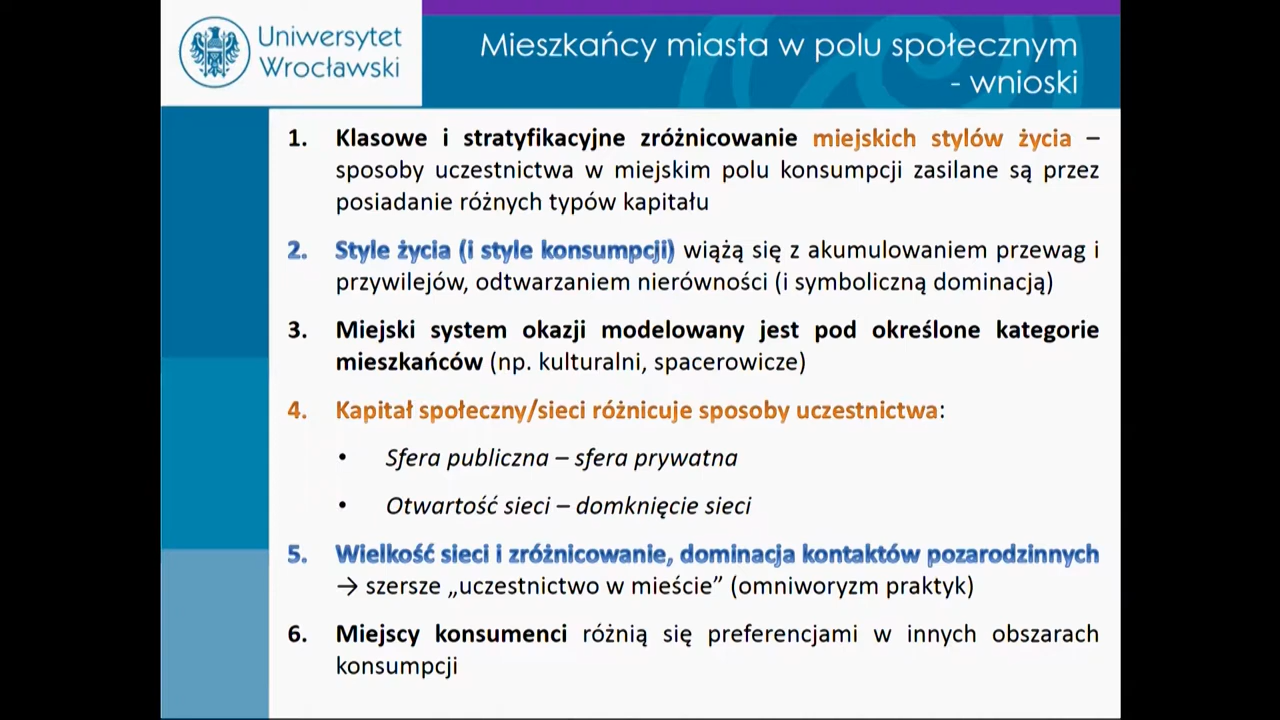 Uniwersytet
Wrocławski
Mieszkańcy miasta w polu społecznym
- wnioski
1. Klasowe i stratyfikacyjne zróżnicowanie miejskich stylów życia –
sposoby uczestnictwa w miejskim polu konsumpcji zasilane są przez
posiadanie różnych typów kapitału
2. Style życia (i style konsumpcji) wiążą się z akumulowaniem przewag i
przywilejów, odtwarzaniem nierówności (i symboliczną dominacją)
3. Miejski system okazji modelowany jest pod określone kategorie
mieszkańców (np. kulturalni, spacerowicze)
4. Kapitał społeczny/sieci różnicuje sposoby uczestnictwa:
• Sfera publiczna – sfera prywatna
• Otwartość sieci – domknięcie sieci
5. Wielkość sieci i zróżnicowanie, dominacja kontaktów pozarodzinnych
→ szersze „uczestnictwo w mieście” (omniworyzm praktyk)
6. Miejscy konsumenci różnią się preferencjami w innych obszarach
konsumpcji